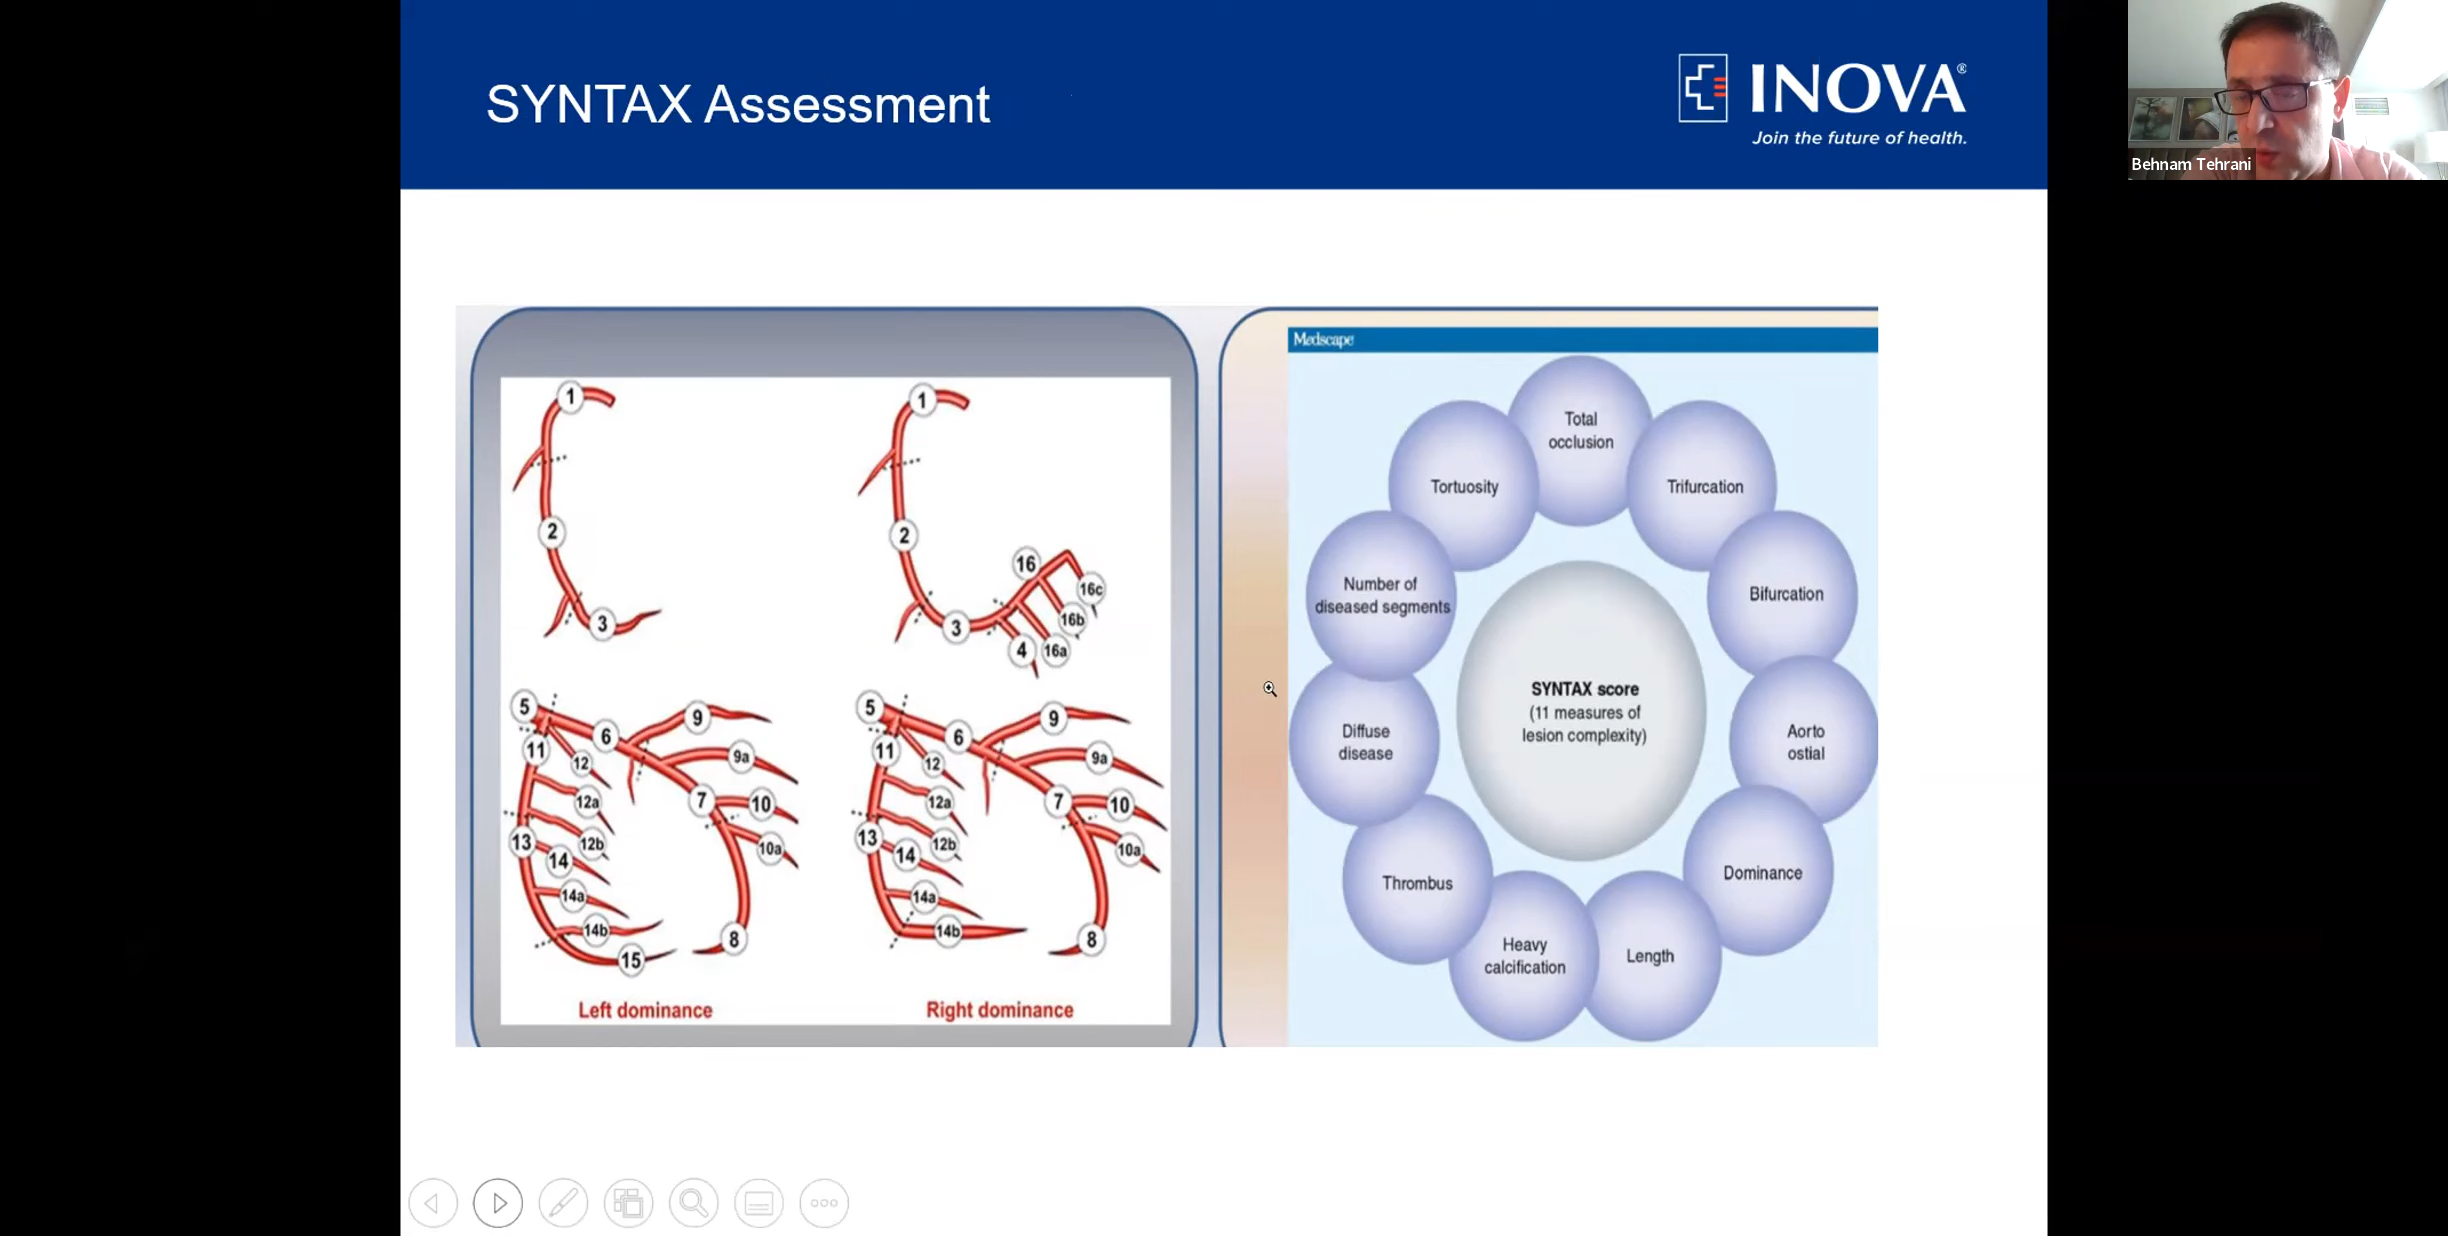 SYNTAX Assessment
INOVA®
Join the future of health.
Behnam Tehrani
1
2
3
5
6
9
9a
11
12
7
10
12a
13
12b
10a
14
14a
14b
8
15
Left dominance
1
2
16
16c
16b
3
4
16a
5
6
9
9a
11
12
7
10
12a
13
12b
10a
14
14a
14b
8
Right dominance
Medscape
Total
occlusion
Tortuosity
Trifurcation
Number of
diseased segments
Bifurcation
SYNTAX score
(11 measures of
lesion complexity)
Diffuse
disease
Aorto
ostial
Thrombus
Dominance
Heavy
calcification
Length